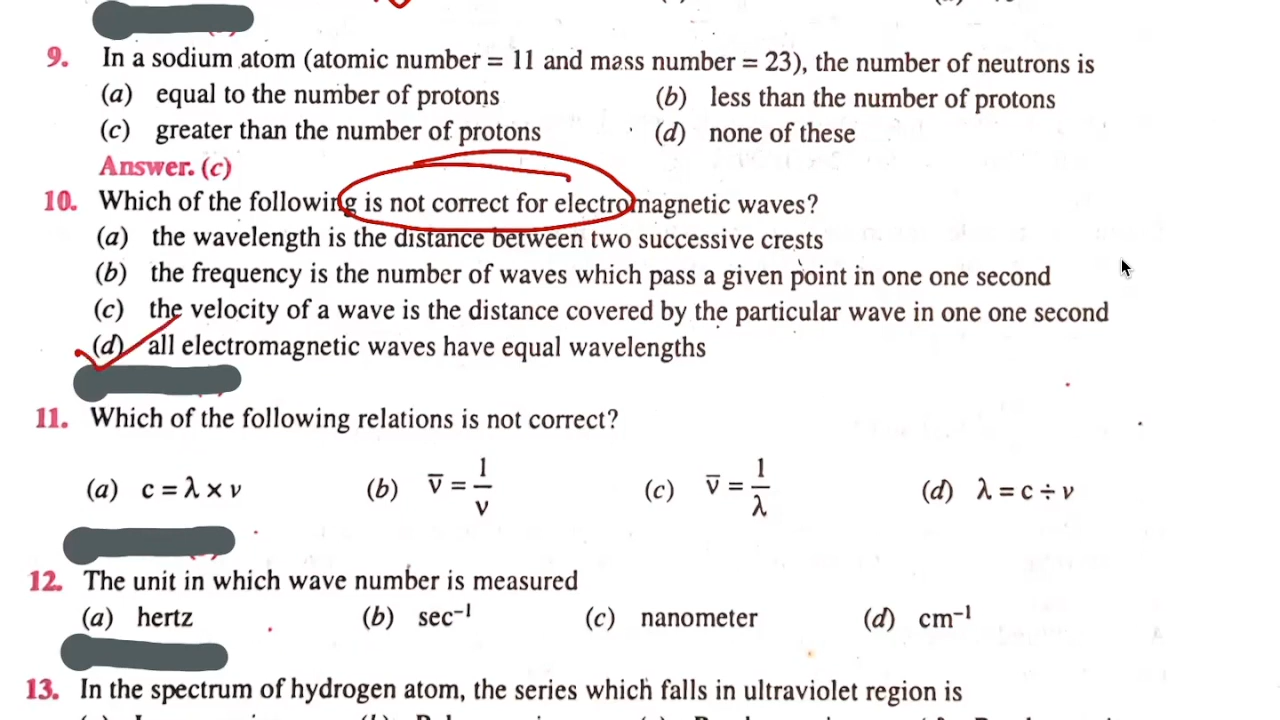 9. In a sodium atom (atomic number = 11 and mass number = 23), the number of neutrons is
(a) equal to the number of protons (b) less than the number of protons
(c) greater than the number of protons (d) none of these
Answer. (c)
10. Which of the following is not correct for electromagnetic waves?
(a) the wavelength is the distance between two successive crests
(b) the frequency is the number of waves which pass a given point in one one second
(c) the velocity of a wave is the distance covered by the particular wave in one one second
(d) all electromagnetic waves have equal wavelengths
11. Which of the following relations is not correct?
(a) c = λ × ν (b) ν̅ = 1/ν (c) ν̅ = 1/λ (d) λ = c ÷ ν
12. The unit in which wave number is measured
(a) hertz (b) sec⁻¹ (c) nanometer (d) cm⁻¹
13. In the spectrum of hydrogen atom, the series which falls in ultraviolet region is